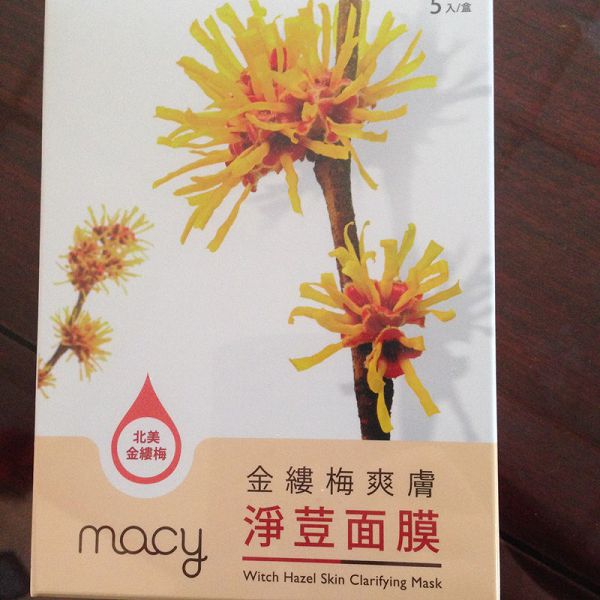 5入/盒
北美
金縷梅
金縷梅爽膚
macy
淨荳面膜
Witch Hazel Skin Clarifying Mask